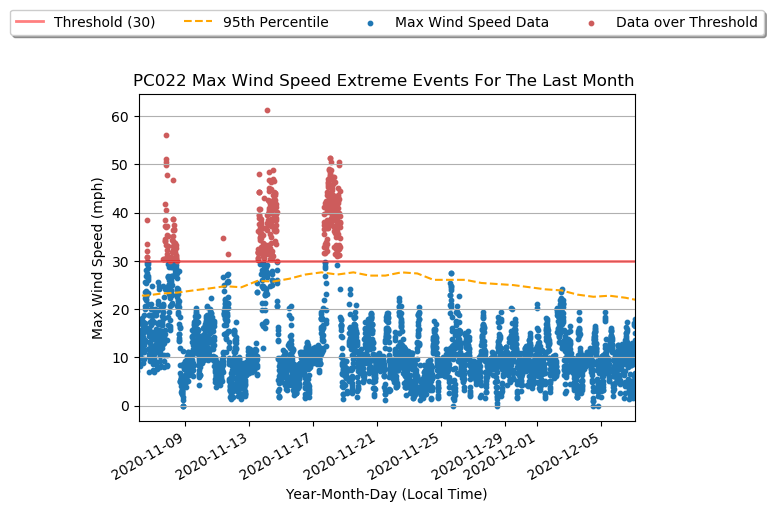 Threshold (30) 95th Percentile Max Wind Speed Data Data over Threshold
PC022 Max Wind Speed Extreme Events For The Last Month
Max Wind Speed (mph)
60
50
40
30
20
10
0
2020-11-09 2020-11-13 2020-11-17 2020-11-21 2020-11-25 2020-11-29 2020-12-01 2020-12-05
Year-Month-Day (Local Time)